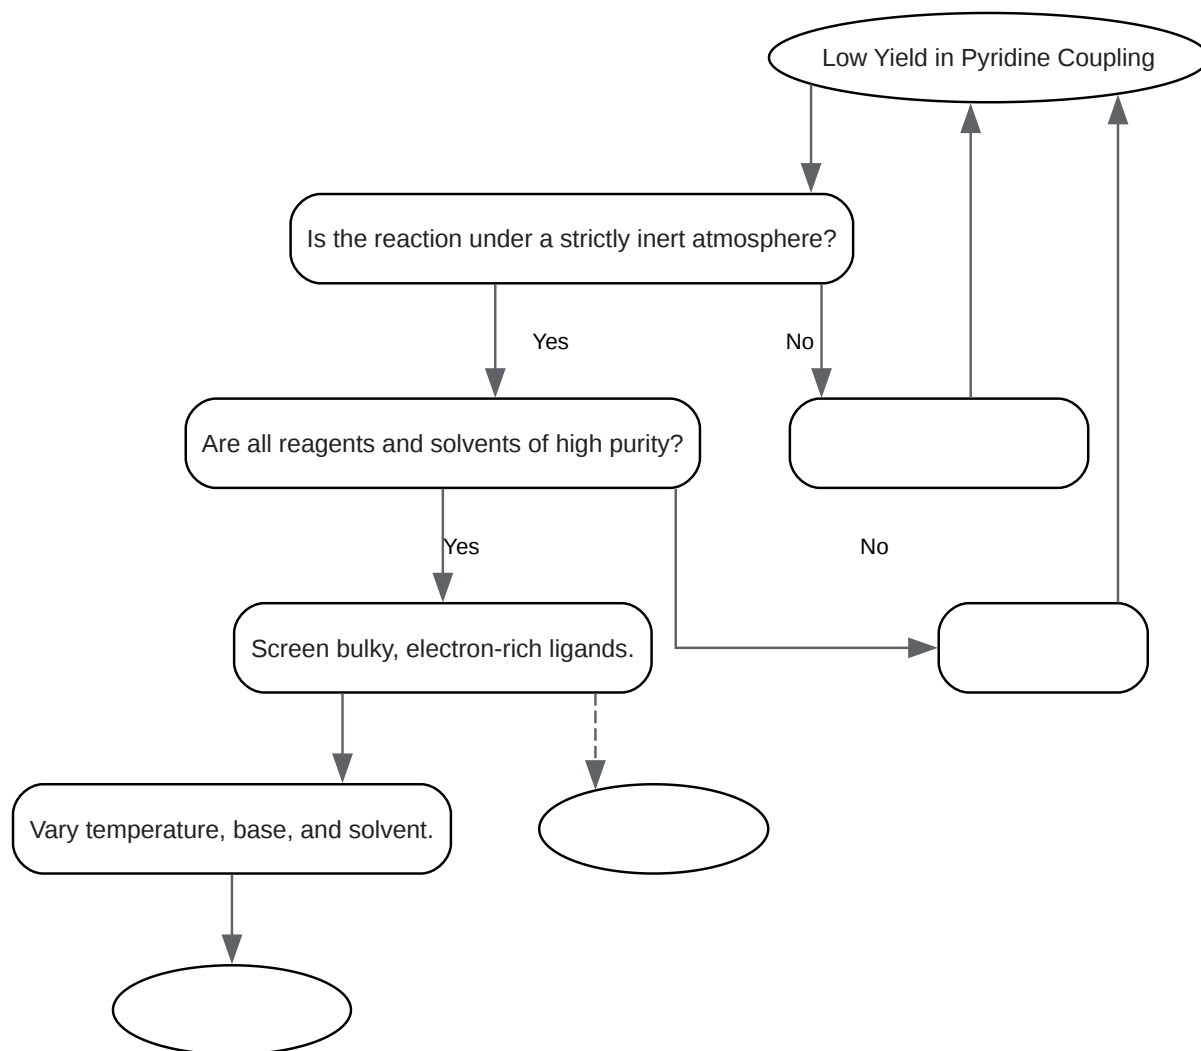 Low Yield in Pyridine Coupling
Is the reaction under a strictly inert atmosphere?
Yes
No
Are all reagents and solvents of high purity?
Yes
No
Screen bulky, electron-rich ligands.
Vary temperature, base, and solvent.